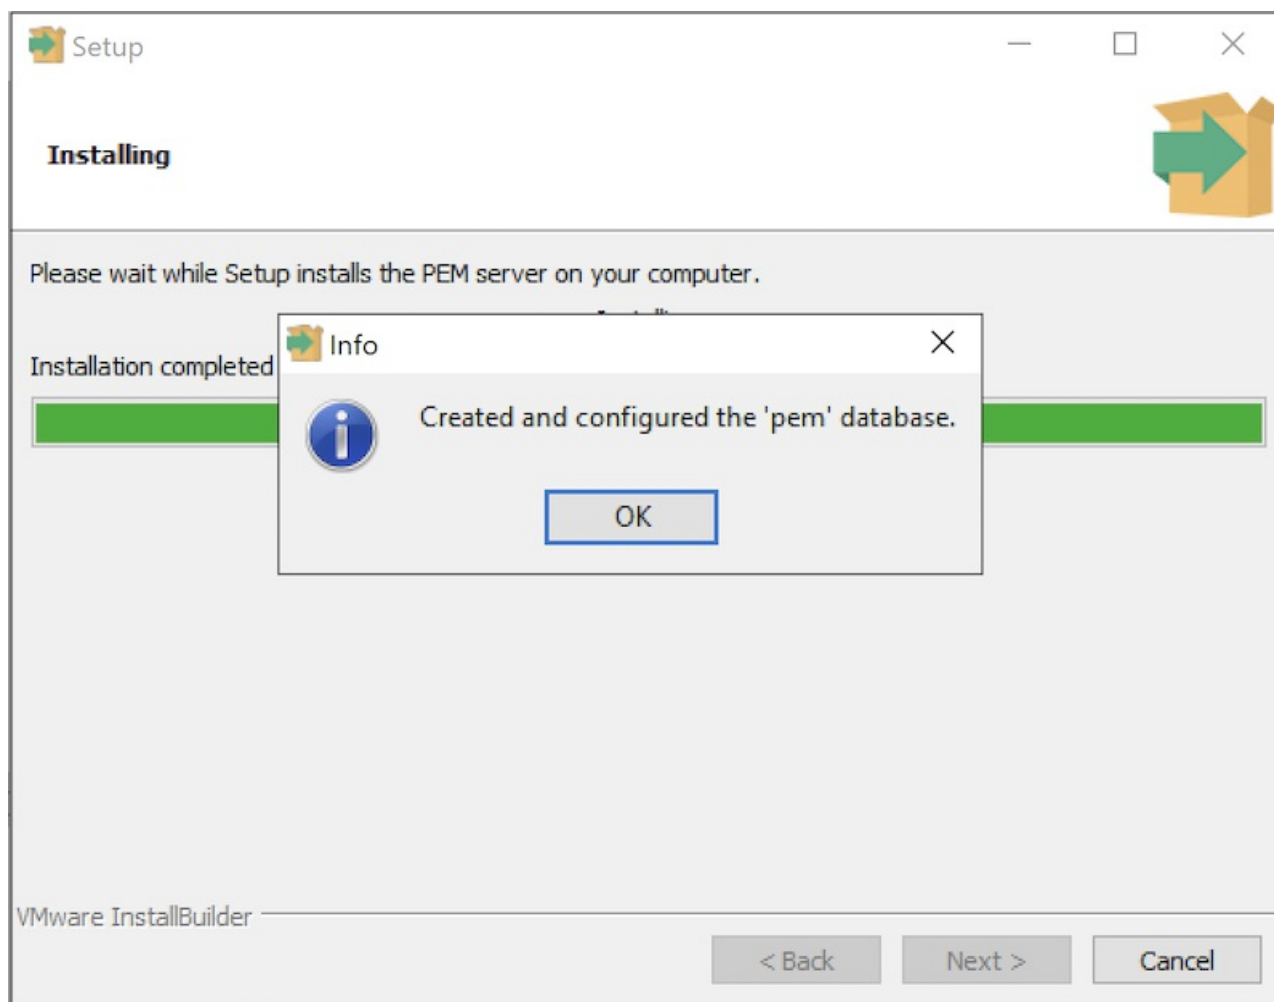 Setup
Installing
Please wait while Setup installs the PEM server on your computer.
Info
Installation completed
Created and configured the 'pem' database.
OK
VMware InstallBuilder
< Back
Next >
Cancel